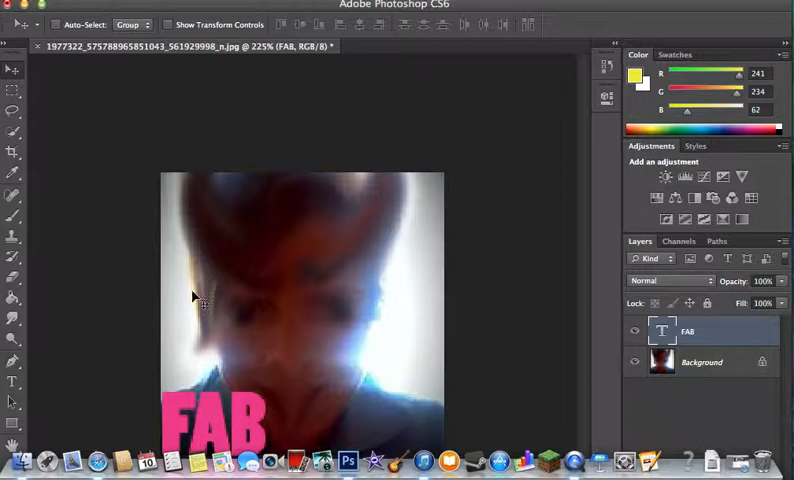 Adobe Photoshop CS6
Auto-Select: Group Show Transform Controls
1977322_575788965851043_561929998_n.jpg @ 225% (FAB, RGB/8) *
Color Swatches
R 241
G 234
B 62
Adjustments Styles
Add an adjustment
Layers Channels Paths
Kind
Normal Opacity: 100%
Lock: Fill: 100%
T FAB
Background
FAB
10
Ps